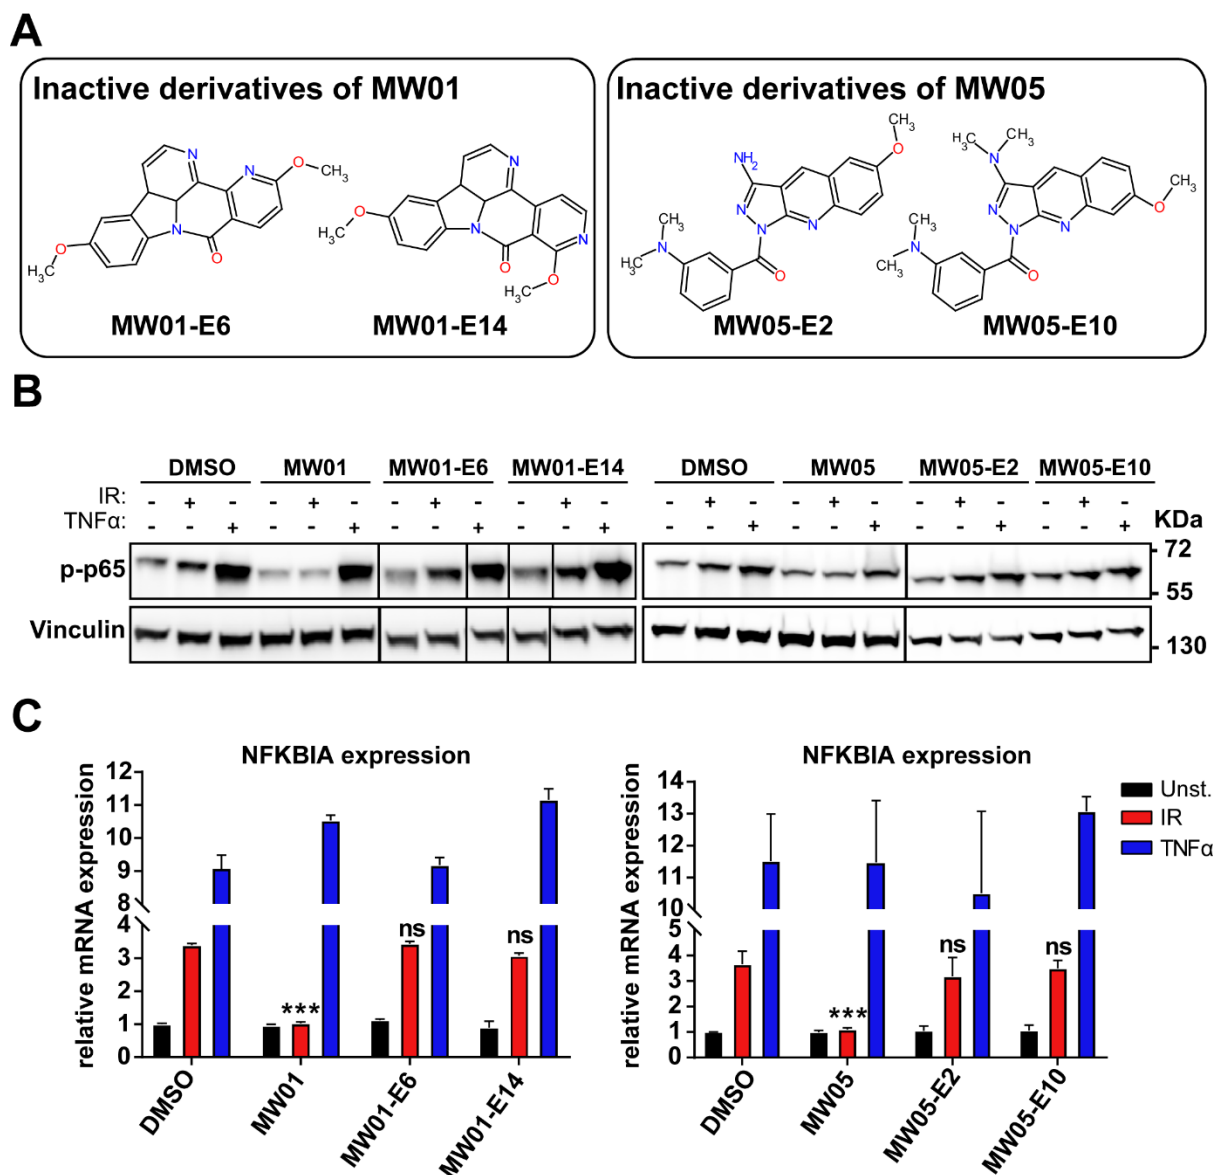 A
Inactive derivatives of MW01
N
N
O
CH₃
N
O
O
H₃C
MW01-E6
N
O
H₃C
N
N
O
O
H₃C
MW01-E14
Inactive derivatives of MW05
CH₃
O
NH₂
N
N
N
CH₃
N
H₃C
O
MW05-E2
H₃C
CH₃
N
N
N
N
O
CH₃
CH₃
N
H₃C
O
MW05-E10
B
DMSO MW01 MW01-E6 MW01-E14 DMSO MW05 MW05-E2 MW05-E10
IR: - + - - + - - + - - + - - + - - + - - + - - + -
TNFα: - - + - - + - - + - - + - - + - - + - - + - - + KDa
p-p65
- 72
- 55
Vinculin
- 130
C
NFKBIA expression
relative mRNA expression
12
11
10
9
8
4
3
2
1
0
***
ns
ns
DMSO
MW01
MW01-E6
MW01-E14
NFKBIA expression
relative mRNA expression
14
13
12
11
10
5
4
3
2
1
0
***
ns
ns
DMSO
MW05
MW05-E2
MW05-E10
Unst.
IR
TNFα